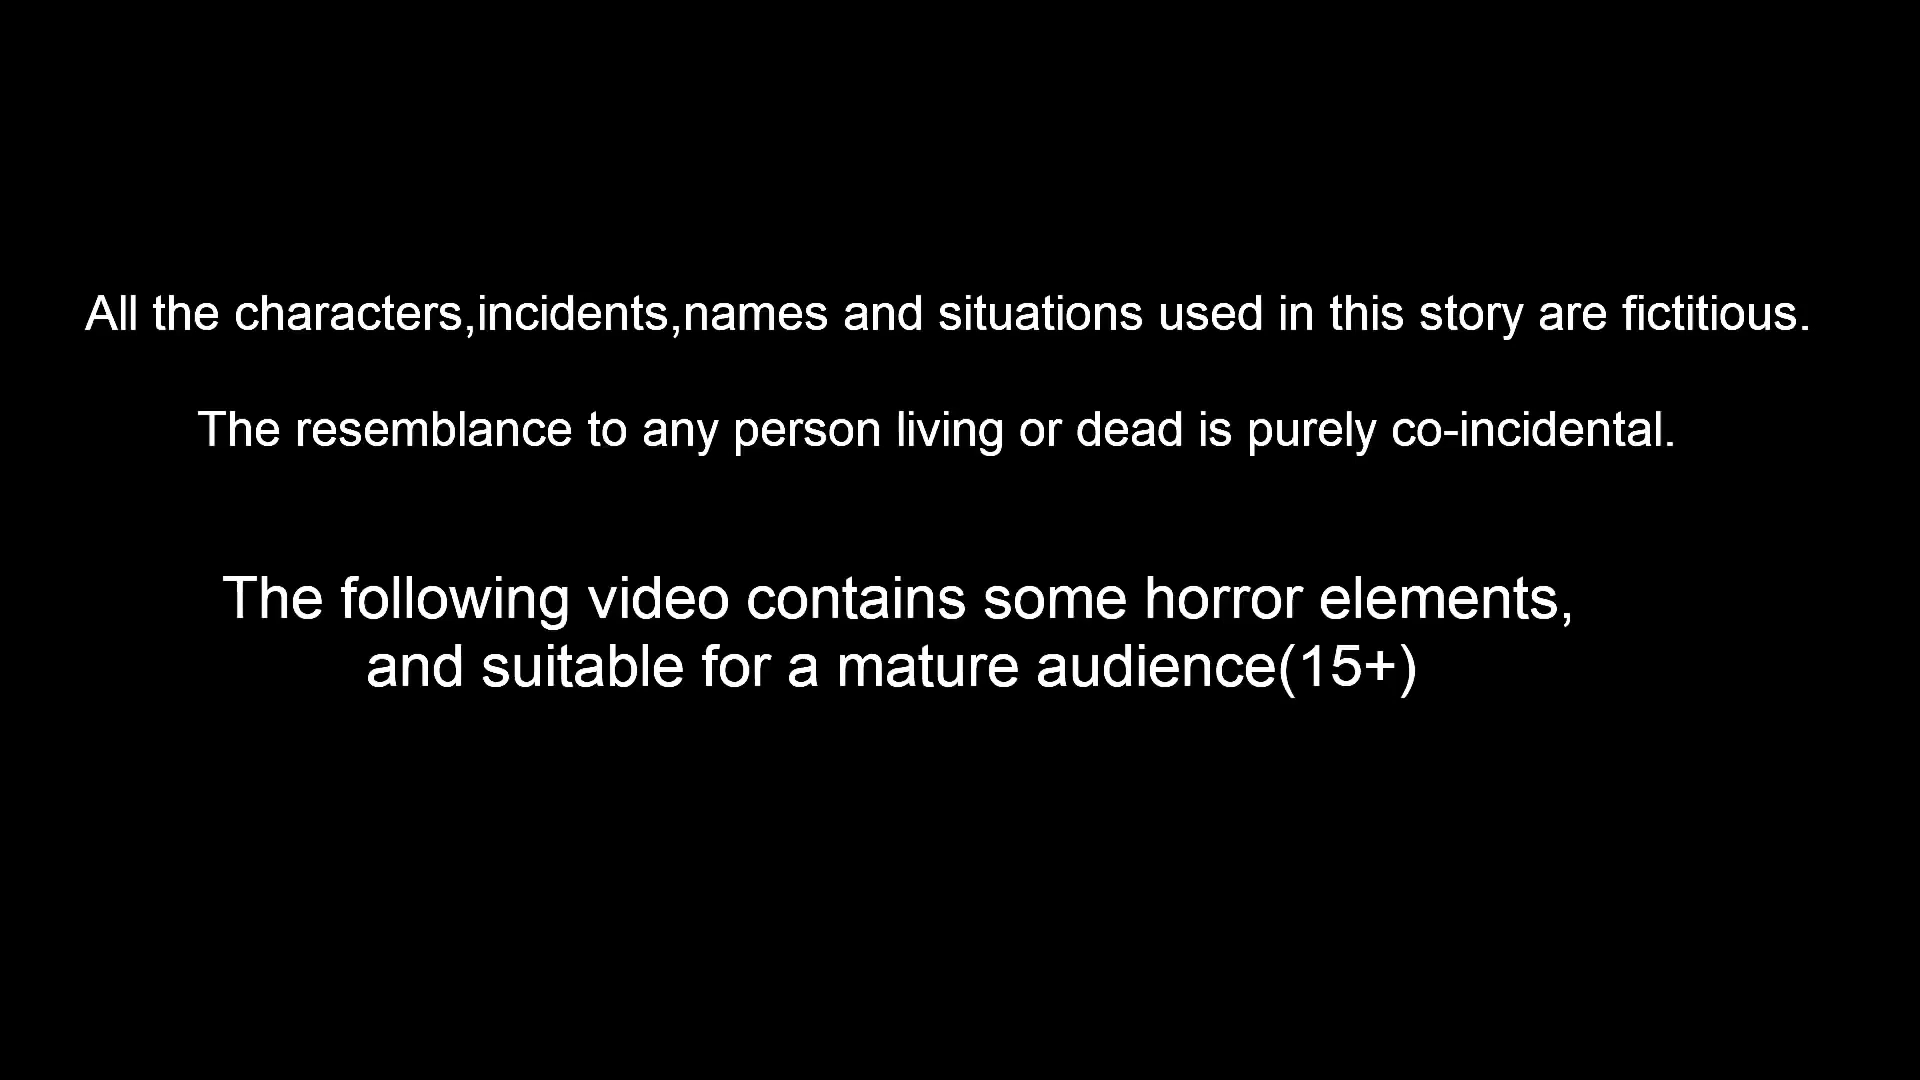 All the characters,incidents,names and situations used in this story are fictitious.
The resemblance to any person living or dead is purely co-incidental.
The following video contains some horror elements,
and suitable for a mature audience(15+)